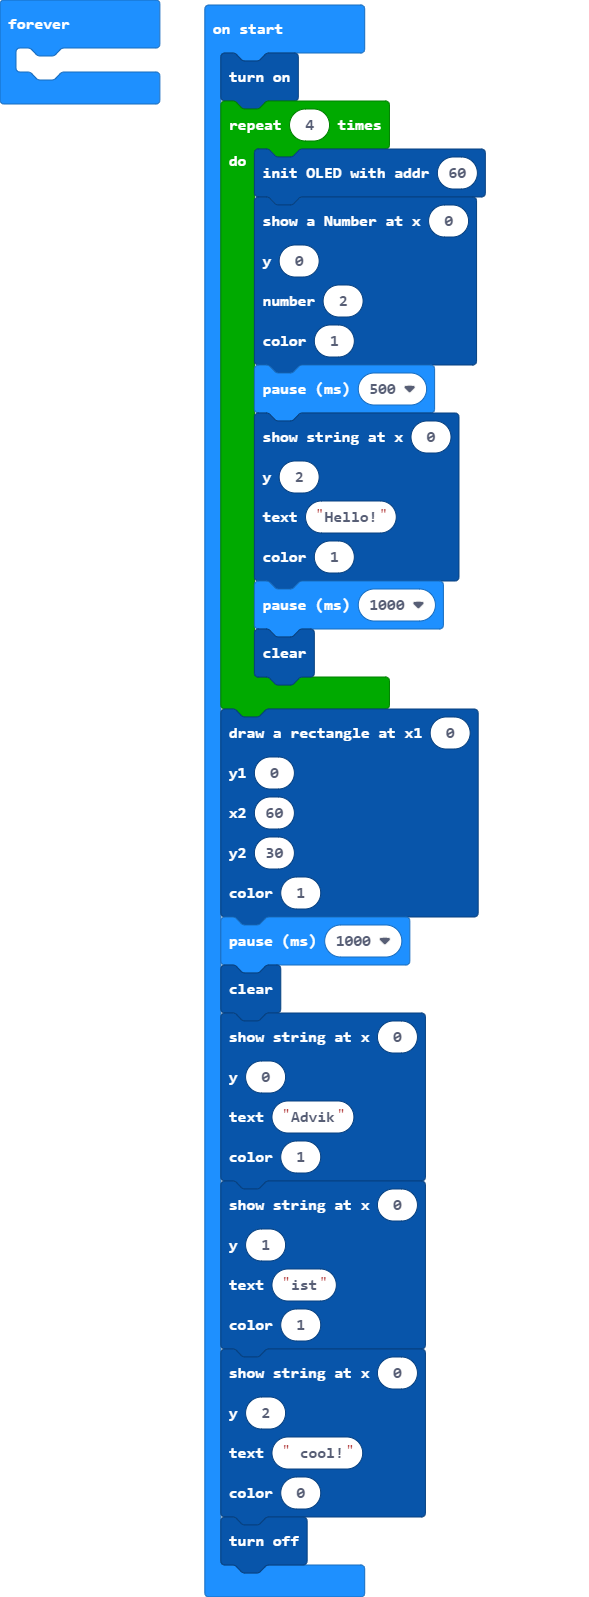 forever
on start
turn on
repeat 4 times
do
init OLED with addr 60
show a Number at x 0
y 0
number 2
color 1
pause (ms) 500
show string at x 0
y 2
text "Hello!"
color 1
pause (ms) 1000
clear
draw a rectangle at x1 0
y1 0
x2 60
y2 30
color 1
pause (ms) 1000
clear
show string at x 0
y 0
text "Advik"
color 1
show string at x 0
y 1
text "ist"
color 1
show string at x 0
y 2
text " cool!"
color 0
turn off